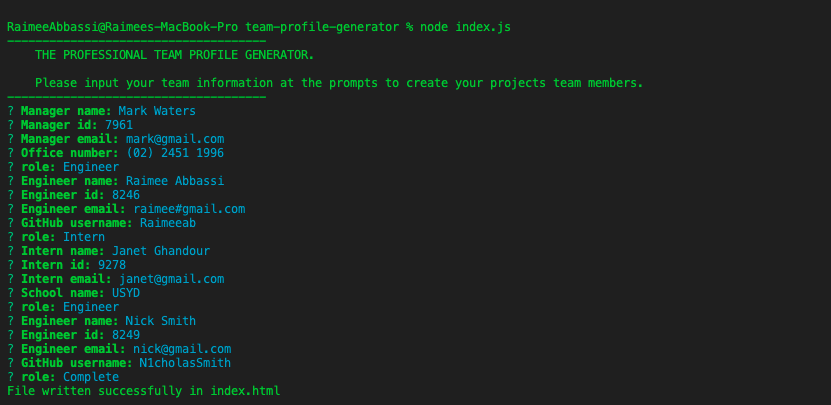 RaimeeAbbassi@Raimees-MacBook-Pro team-profile-generator % node index.js
-------------------------------------
THE PROFESSIONAL TEAM PROFILE GENERATOR.
Please input your team information at the prompts to create your projects team members.
-------------------------------------
? Manager name: Mark Waters
? Manager id: 7961
? Manager email: mark@gmail.com
? Office number: (02) 2451 1996
? role: Engineer
? Engineer name: Raimee Abbassi
? Engineer id: 8246
? Engineer email: raimee#gmail.com
? GitHub username: Raimeeab
? role: Intern
? Intern name: Janet Ghandour
? Intern id: 9278
? Intern email: janet@gmail.com
? School name: USYD
? role: Engineer
? Engineer name: Nick Smith
? Engineer id: 8249
? Engineer email: nick@gmail.com
? GitHub username: N1cholasSmith
? role: Complete
File written successfully in index.html